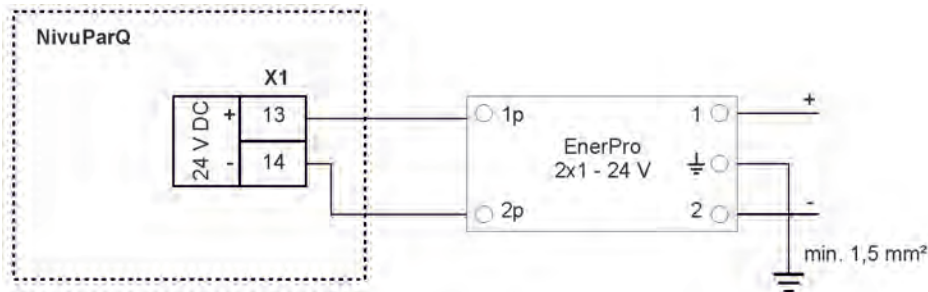 NivuParQ
X1
24 V DC
+
13
-
14
1p
2p
EnerPro
2x1 - 24 V
1
2
+
-
min. 1,5 mm²